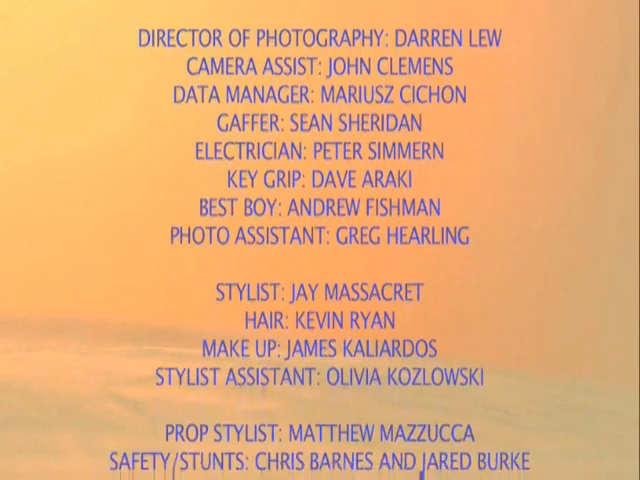 DIRECTOR OF PHOTOGRAPHY: DARREN LEW
CAMERA ASSIST: JOHN CLEMENS
DATA MANAGER: MARIUSZ CICHON
GAFFER: SEAN SHERIDAN
ELECTRICIAN: PETER SIMMERN
KEY GRIP: DAVE ARAKI
BEST BOY: ANDREW FISHMAN
PHOTO ASSISTANT: GREG HEARLING
STYLIST: JAY MASSACRET
HAIR: KEVIN RYAN
MAKE UP: JAMES KALIARDOS
STYLIST ASSISTANT: OLIVIA KOZLOWSKI
PROP STYLIST: MATTHEW MAZZUCCA
SAFETY/STUNTS: CHRIS BARNES AND JARED BURKE